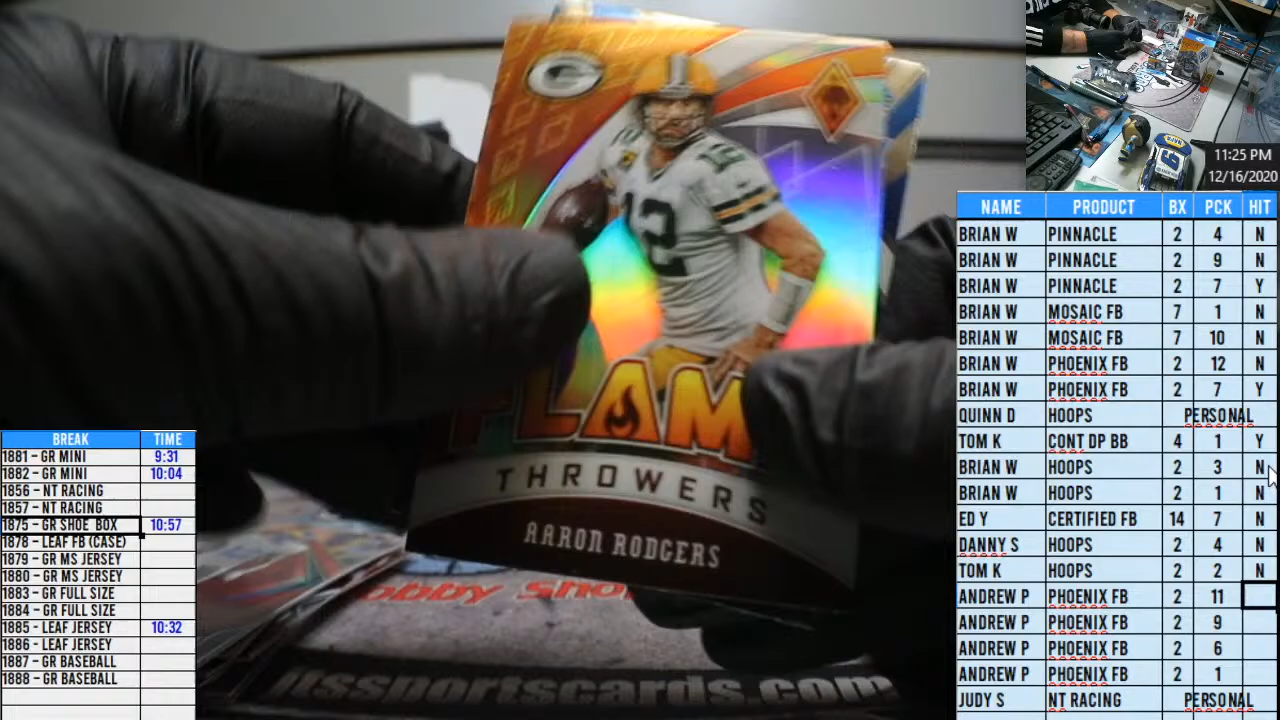 12
12
FLAM
THROWERS
AARON RODGERS
bby Sho
tsportscards.com
11:25 PM
12/16/2020
NAME PRODUCT BX PCK HIT
BRIAN W PINNACLE 2 4 N
BRIAN W PINNACLE 2 9 N
BRIAN W PINNACLE 2 7 Y
BRIAN W MOSAIC FB 7 1 N
BRIAN W MOSAIC FB 7 10 N
BRIAN W PHOENIX FB 2 12 N
BRIAN W PHOENIX FB 2 7 Y
QUINN D HOOPS PERSONAL
TOM K CONT DP BB 4 1 Y
BRIAN W HOOPS 2 3 N
BRIAN W HOOPS 2 1 N
ED Y CERTIFIED FB 14 7 N
DANNY S HOOPS 2 4 N
TOM K HOOPS 2 2 N
ANDREW P PHOENIX FB 2 11
ANDREW P PHOENIX FB 2 9
ANDREW P PHOENIX FB 2 6
ANDREW P PHOENIX FB 2 1
JUDY S NT RACING PERSONAL
BREAK TIME
1881 – GR MINI 9:31
1882 – GR MINI 10:04
1856 – NT RACING
1857 – NT RACING
1875 – GR SHOE BOX 10:57
1878 – LEAF FB (CASE)
1879 – GR MS JERSEY
1880 – GR MS JERSEY
1883 – GR FULL SIZE
1884 – GR FULL SIZE
1885 – LEAF JERSEY 10:32
1886 – LEAF JERSEY
1887 – GR BASEBALL
1888 – GR BASEBALL